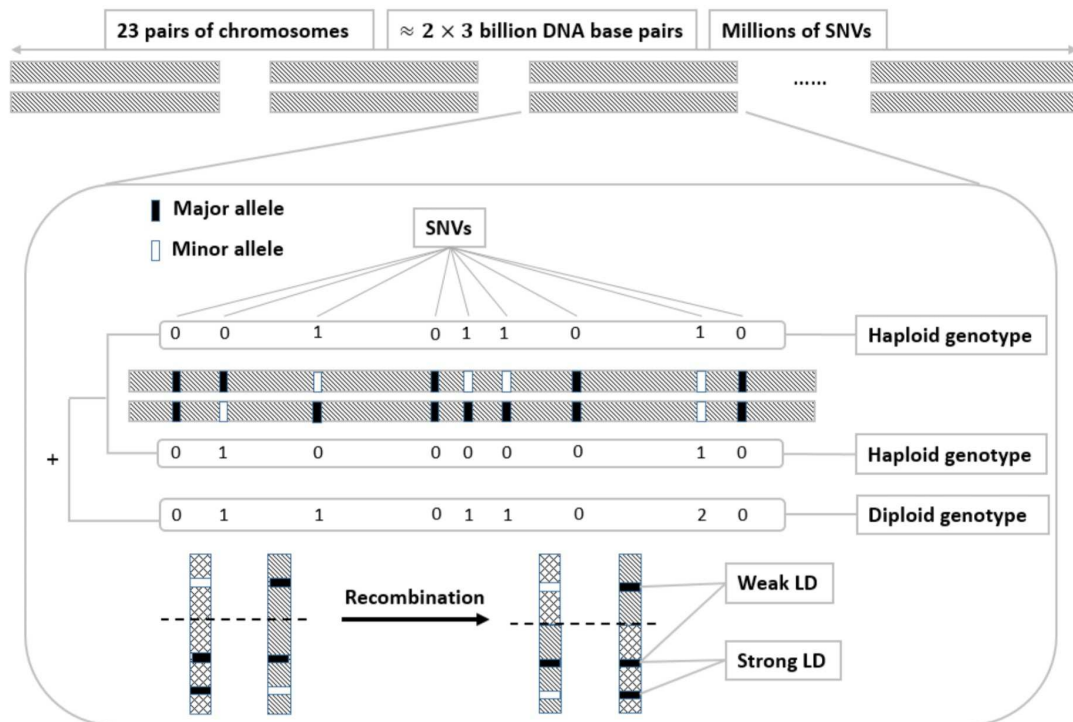 23 pairs of chromosomes
≈ 2 × 3 billion DNA base pairs
Millions of SNVs
......
Major allele
Minor allele
SNVs
0 0 1 0 1 1 0 1 0
Haploid genotype
+
0 1 0 0 0 0 0 1 0
Haploid genotype
0 1 1 0 1 1 0 2 0
Diploid genotype
Recombination
Weak LD
Strong LD